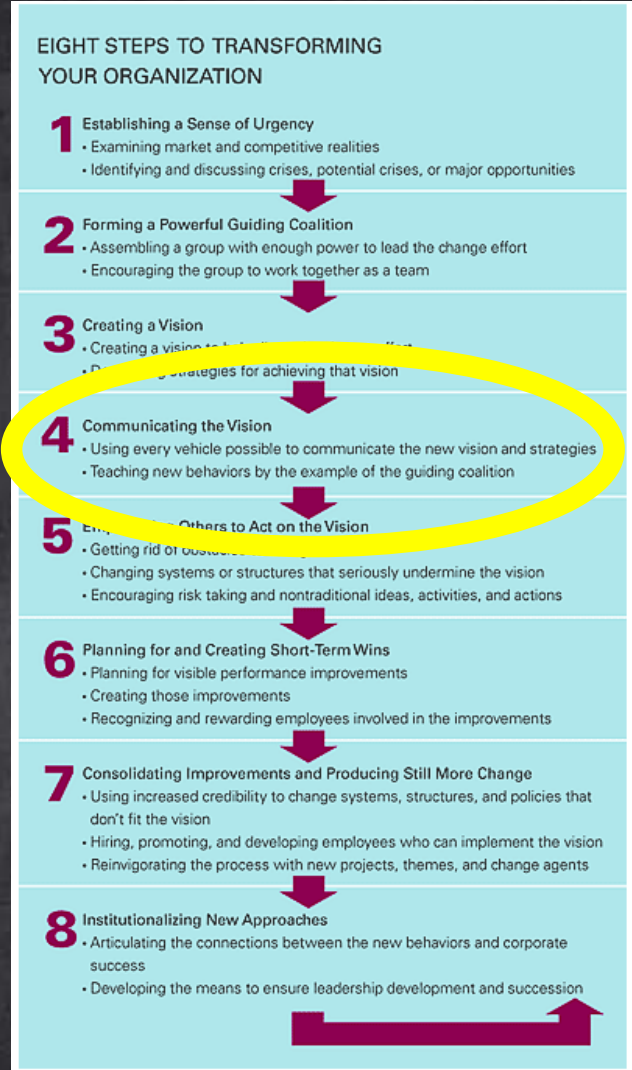 EIGHT STEPS TO TRANSFORMING
YOUR ORGANIZATION
1 Establishing a Sense of Urgency
• Examining market and competitive realities
• Identifying and discussing crises, potential crises, or major opportunities
2 Forming a Powerful Guiding Coalition
• Assembling a group with enough power to lead the change effort
• Encouraging the group to work together as a team
3 Creating a Vision
• Creating a vision to
strategies for achieving that vision
4 Communicating the Vision
• Using every vehicle possible to communicate the new vision and strategies
• Teaching new behaviors by the example of the guiding coalition
5 Others to Act on the Vision
• Getting rid of
• Changing systems or structures that seriously undermine the vision
• Encouraging risk taking and nontraditional ideas, activities, and actions
6 Planning for and Creating Short-Term Wins
• Planning for visible performance improvements
• Creating those improvements
• Recognizing and rewarding employees involved in the improvements
7 Consolidating Improvements and Producing Still More Change
• Using increased credibility to change systems, structures, and policies that
don't fit the vision
• Hiring, promoting, and developing employees who can implement the vision
• Reinvigorating the process with new projects, themes, and change agents
8 Institutionalizing New Approaches
• Articulating the connections between the new behaviors and corporate
success
• Developing the means to ensure leadership development and succession